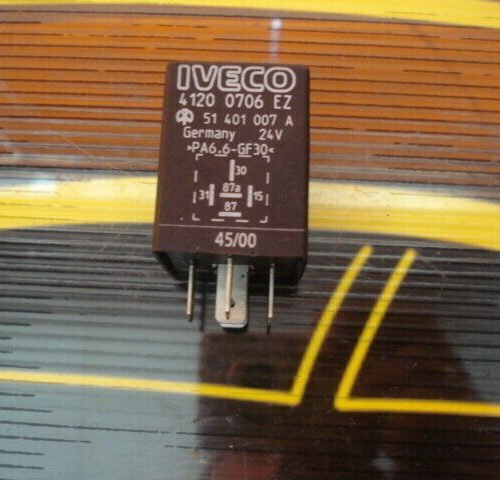 IVECO
4120 0706 EZ
51 401 007 A
Germany 24V
>PA6.6-GF30<
30
87a
31 15
87
45/00